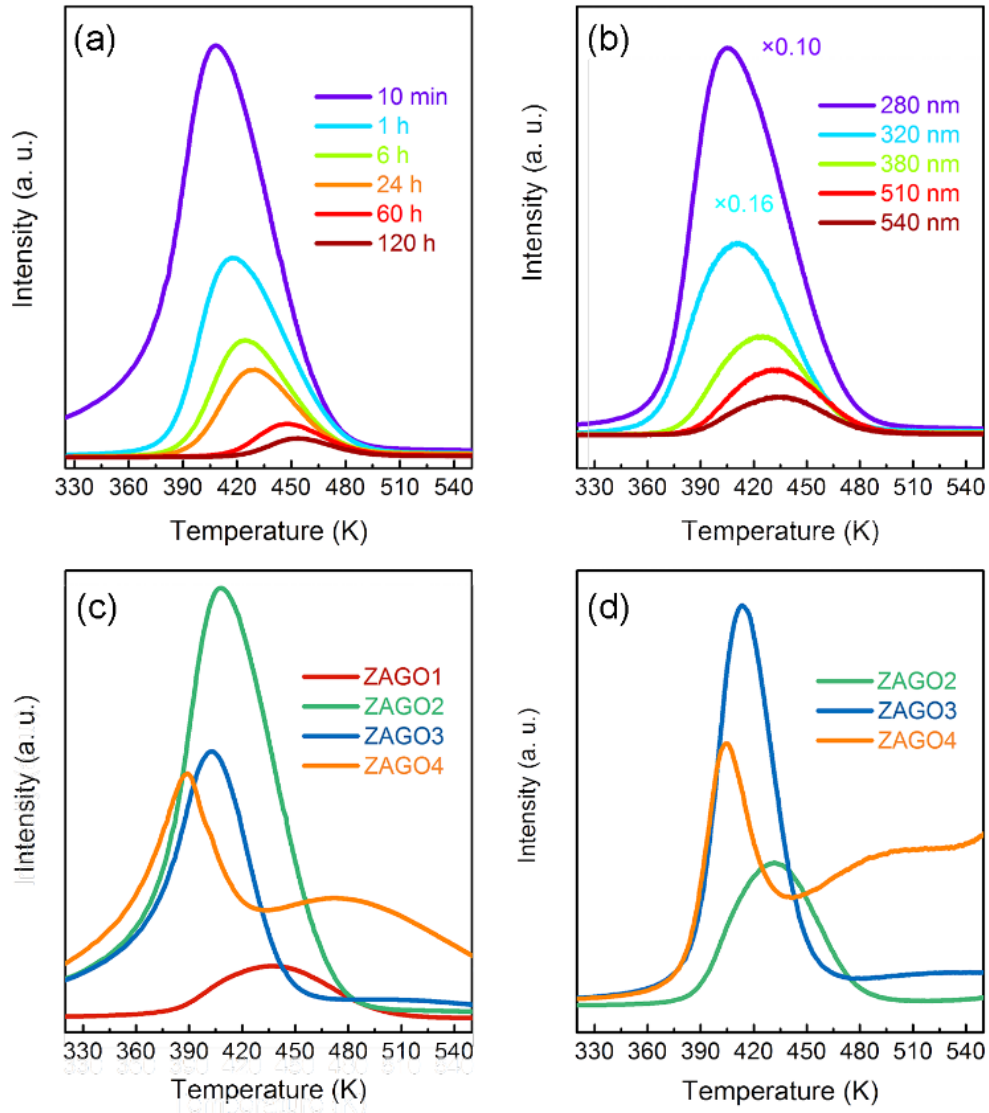 (a)
10 min
1 h
6 h
24 h
60 h
120 h
Intensity (a. u.)
330 360 390 420 450 480 510 540
Temperature (K)
(b)
×0.10
280 nm
320 nm
380 nm
510 nm
540 nm
×0.16
Intensity (a. u.)
330 360 390 420 450 480 510 540
Temperature (K)
(c)
ZAGO1
ZAGO2
ZAGO3
ZAGO4
Intensity (a. u.)
330 360 390 420 450 480 510 540
Temperature (K)
(d)
ZAGO2
ZAGO3
ZAGO4
Intensity (a. u.)
330 360 390 420 450 480 510 540
Temperature (K)